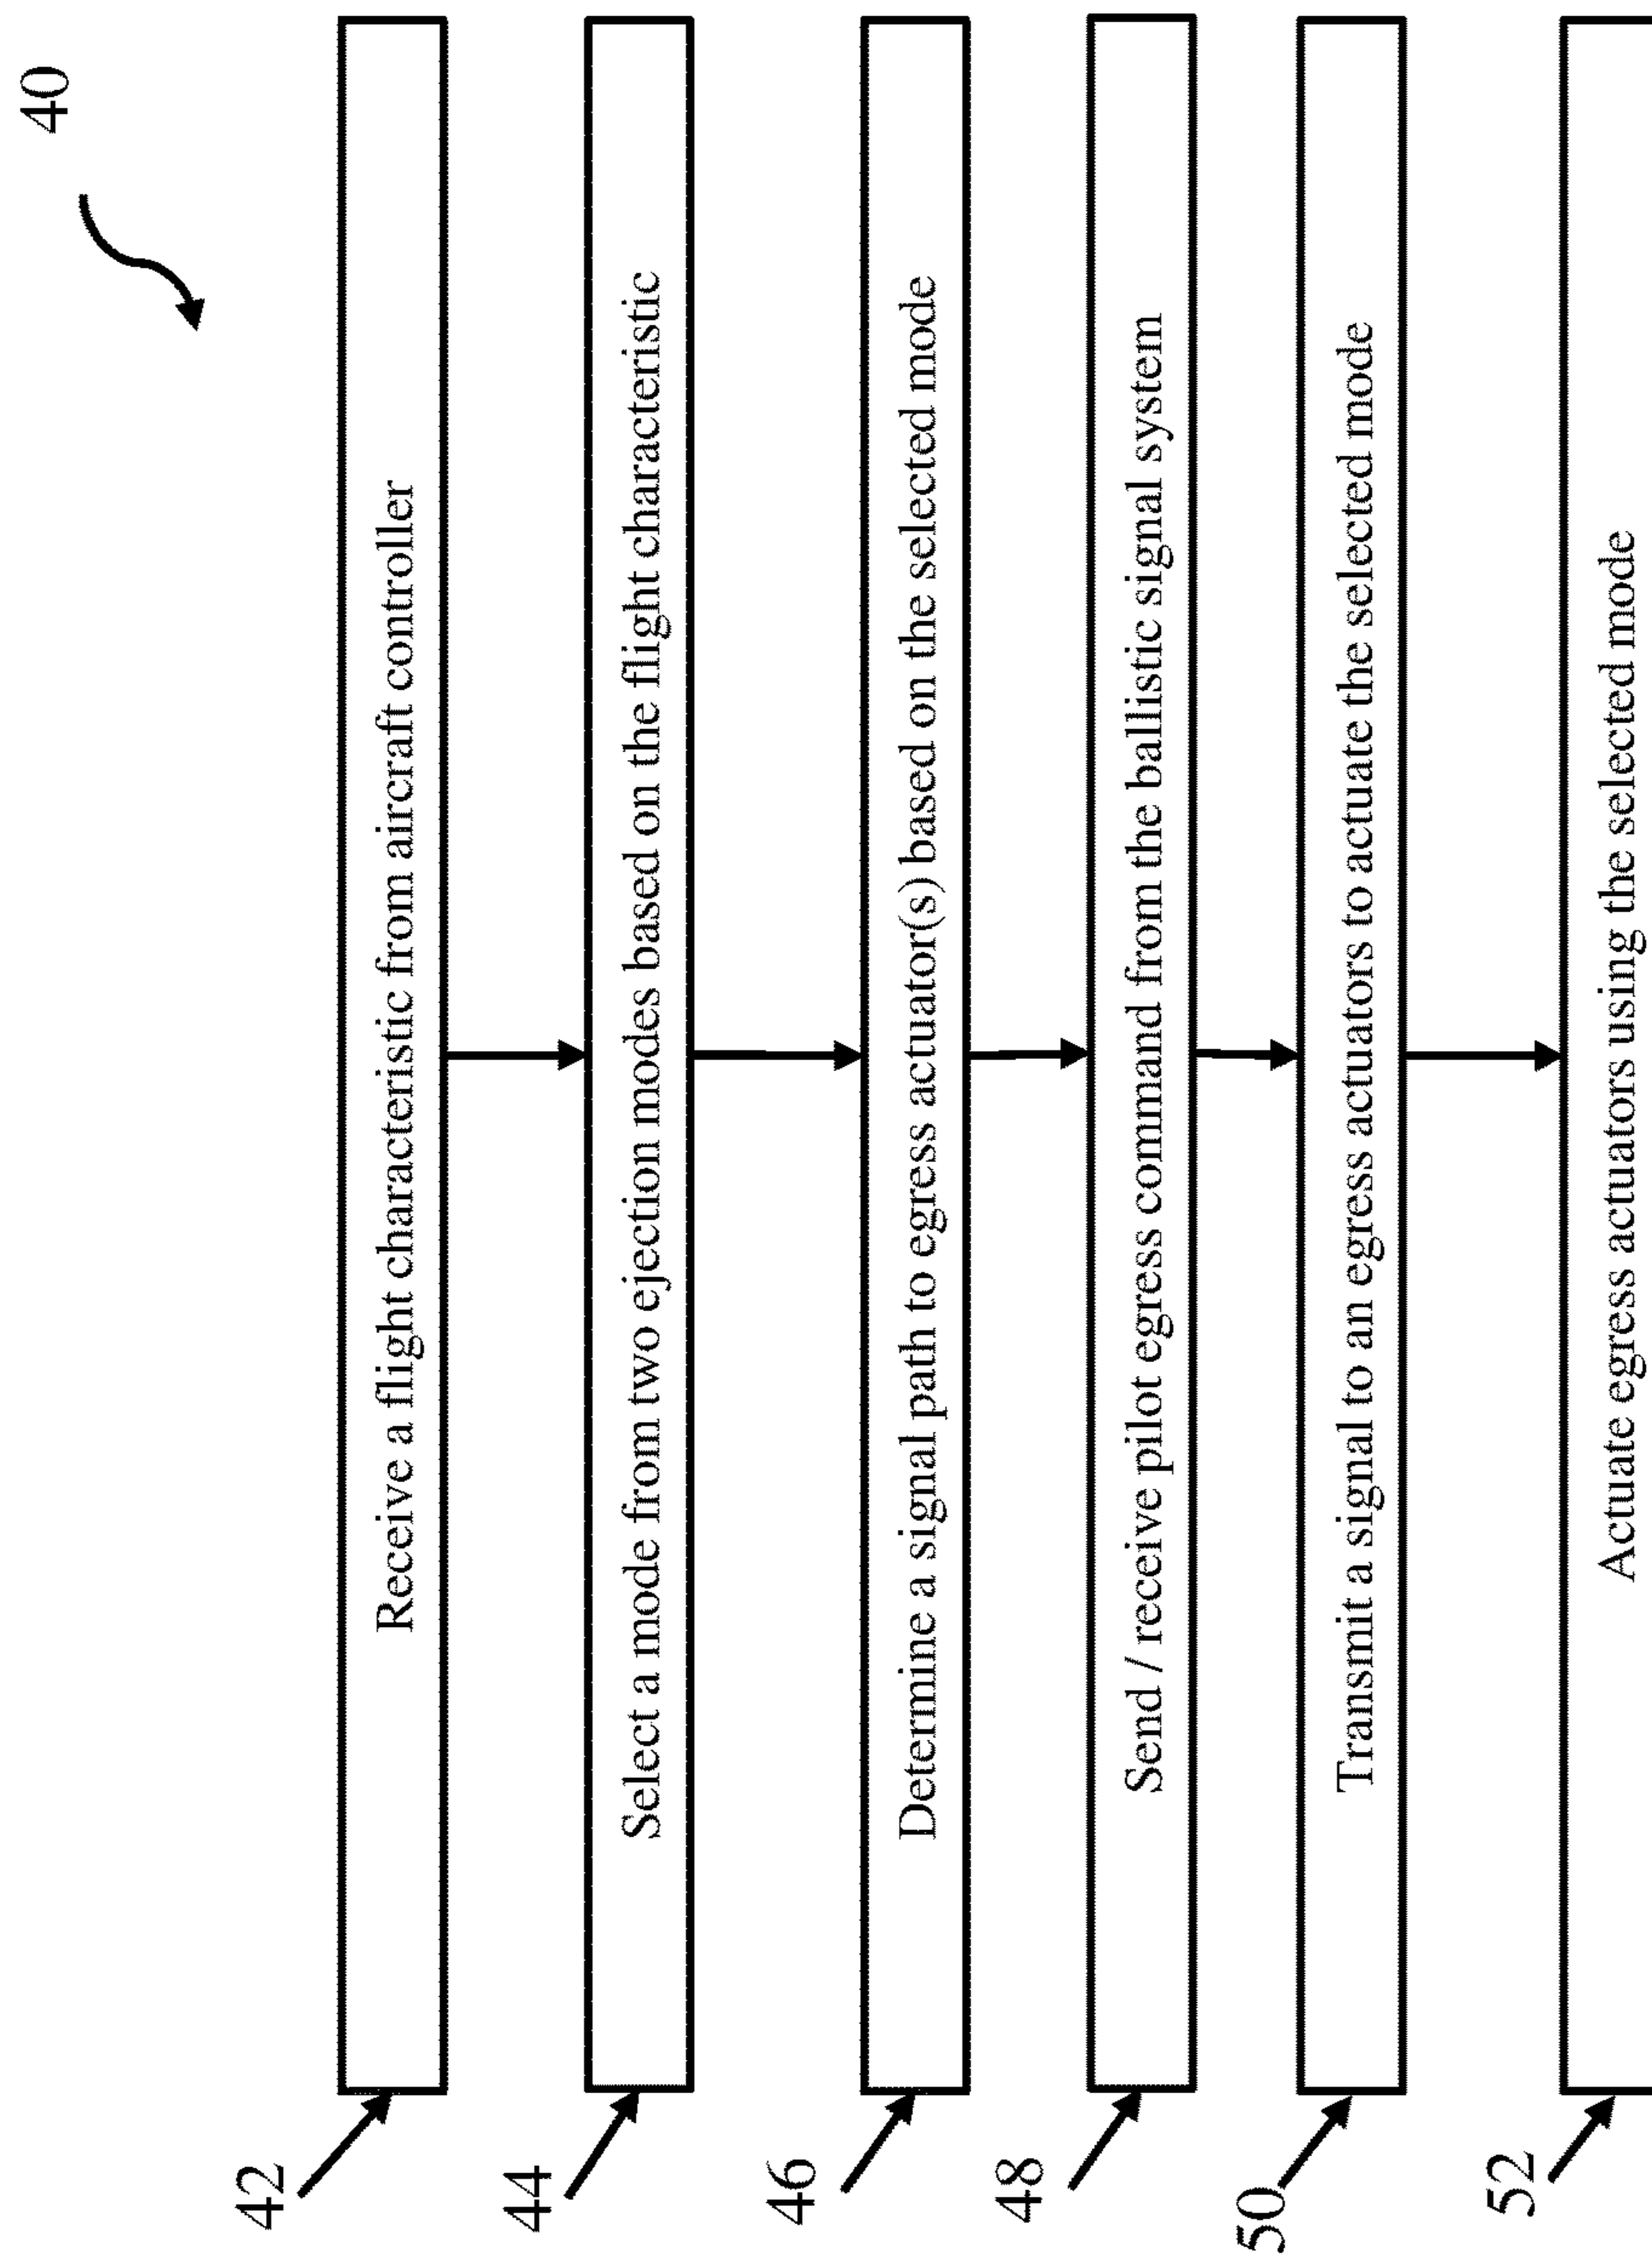 40
42
Receive a flight characteristic from aircraft controller
44
Select a mode from two ejection modes based on the flight characteristic
46
Determine a signal path to egress actuator(s) based on the selected mode
48
Send / receive pilot egress command from the ballistic signal system
50
Transmit a signal to an egress actuators to actuate the selected mode
52
Actuate egress actuators using the selected mode